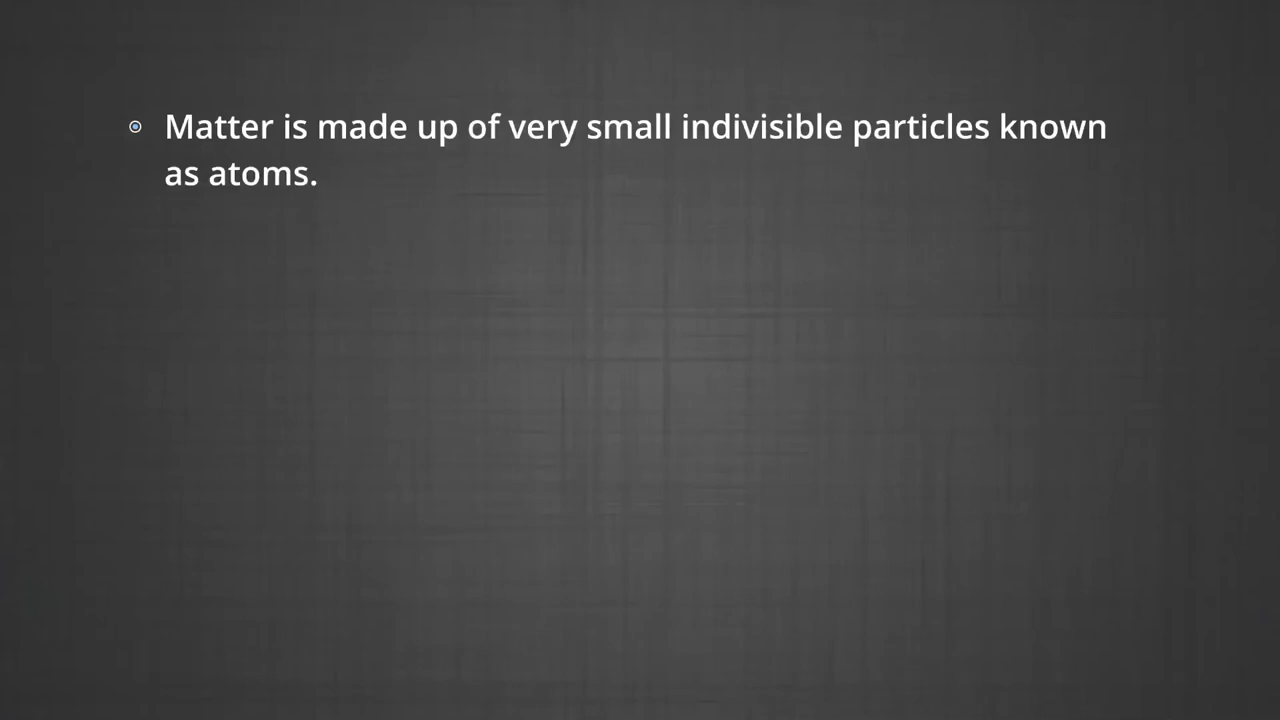 Matter is made up of very small indivisible particles known
as atoms.